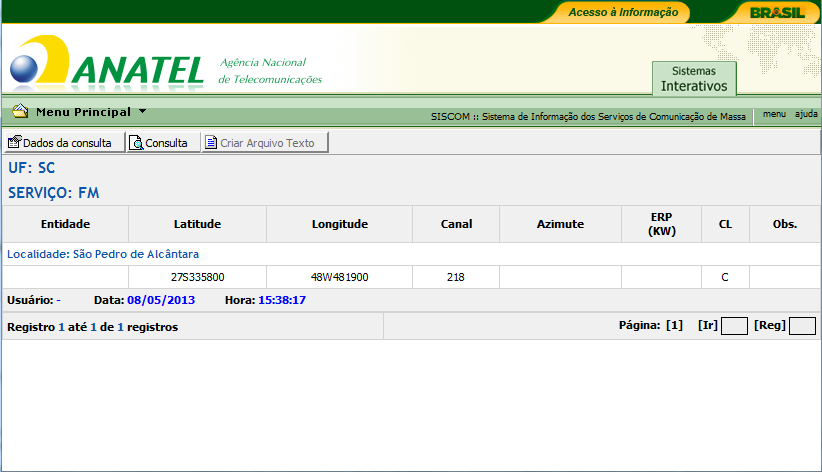 Acesso à Informação
BRASIL
ANATEL
Agência Nacional
de Telecomunicações
Sistemas
Interativos
Menu Principal
SISCOM :: Sistema de Informação dos Serviços de Comunicação de Massa
menu ajuda
Dados da consulta Consulta Criar Arquivo Texto
UF: SC
SERVIÇO: FM
Entidade Latitude Longitude Canal Azimute ERP (KW) CL Obs.
Localidade: São Pedro de Alcântara
27S335800 48W481900 218 C
Usuário: - Data: 08/05/2013 Hora: 15:38:17
Registro 1 até 1 de 1 registros Página: [1] [Ir] [Reg]